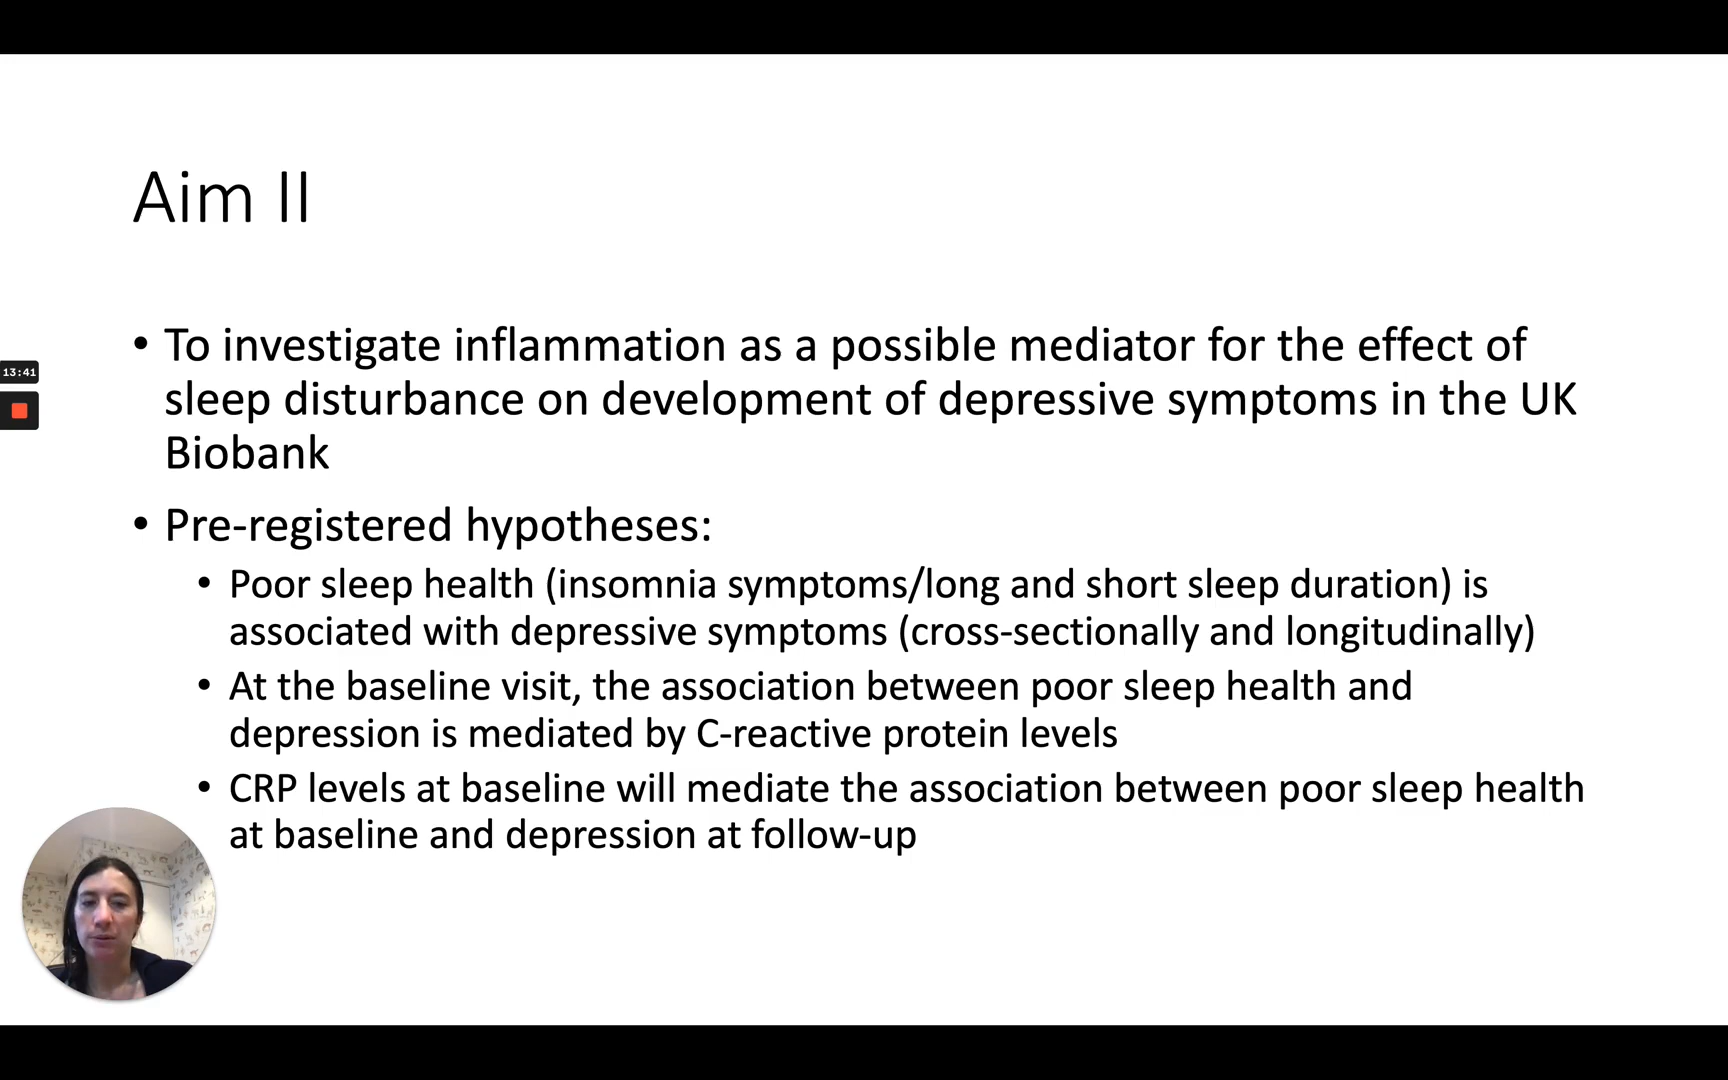 Aim II
• To investigate inflammation as a possible mediator for the effect of
sleep disturbance on development of depressive symptoms in the UK
Biobank
• Pre-registered hypotheses:
• Poor sleep health (insomnia symptoms/long and short sleep duration) is
associated with depressive symptoms (cross-sectionally and longitudinally)
• At the baseline visit, the association between poor sleep health and
depression is mediated by C-reactive protein levels
• CRP levels at baseline will mediate the association between poor sleep health
at baseline and depression at follow-up
13:41